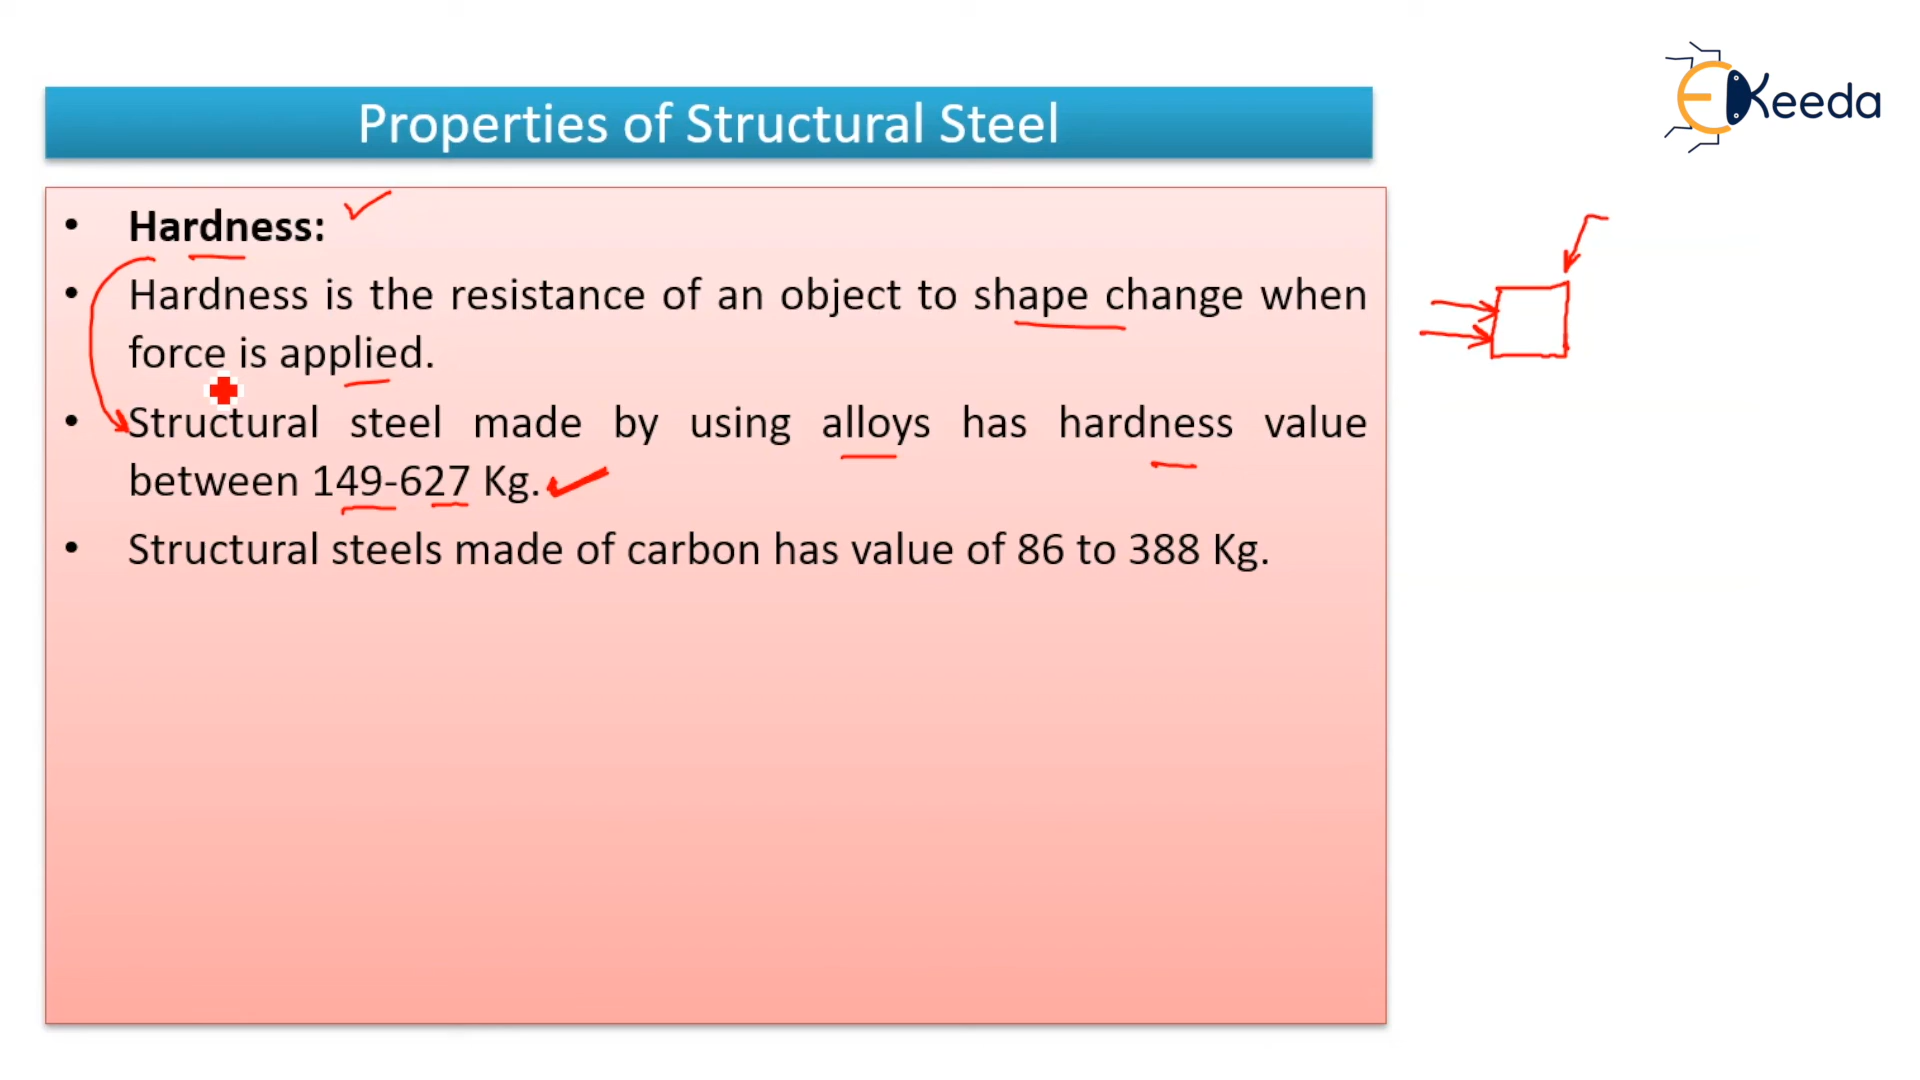 EKeeda
Properties of Structural Steel
• Hardness:
• Hardness is the resistance of an object to shape change when
force is applied.
• Structural steel made by using alloys has hardness value
between 149-627 Kg.
• Structural steels made of carbon has value of 86 to 388 Kg.